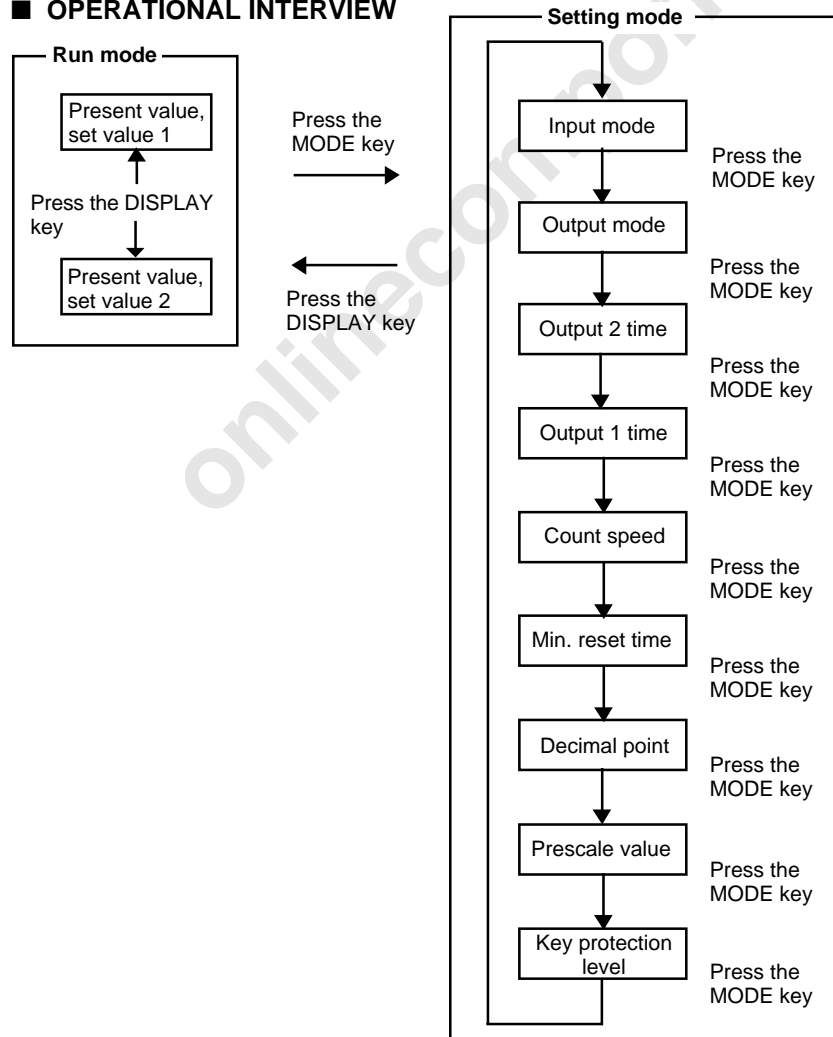 ■ OPERATIONAL INTERVIEW
Run mode
Present value,
set value 1
Press the DISPLAY
key
Present value,
set value 2
Press the
MODE key
Press the
DISPLAY key
Setting mode
Input mode
Press the
MODE key
Output mode
Press the
MODE key
Output 2 time
Press the
MODE key
Output 1 time
Press the
MODE key
Count speed
Press the
MODE key
Min. reset time
Press the
MODE key
Decimal point
Press the
MODE key
Prescale value
Press the
MODE key
Key protection
level
Press the
MODE key